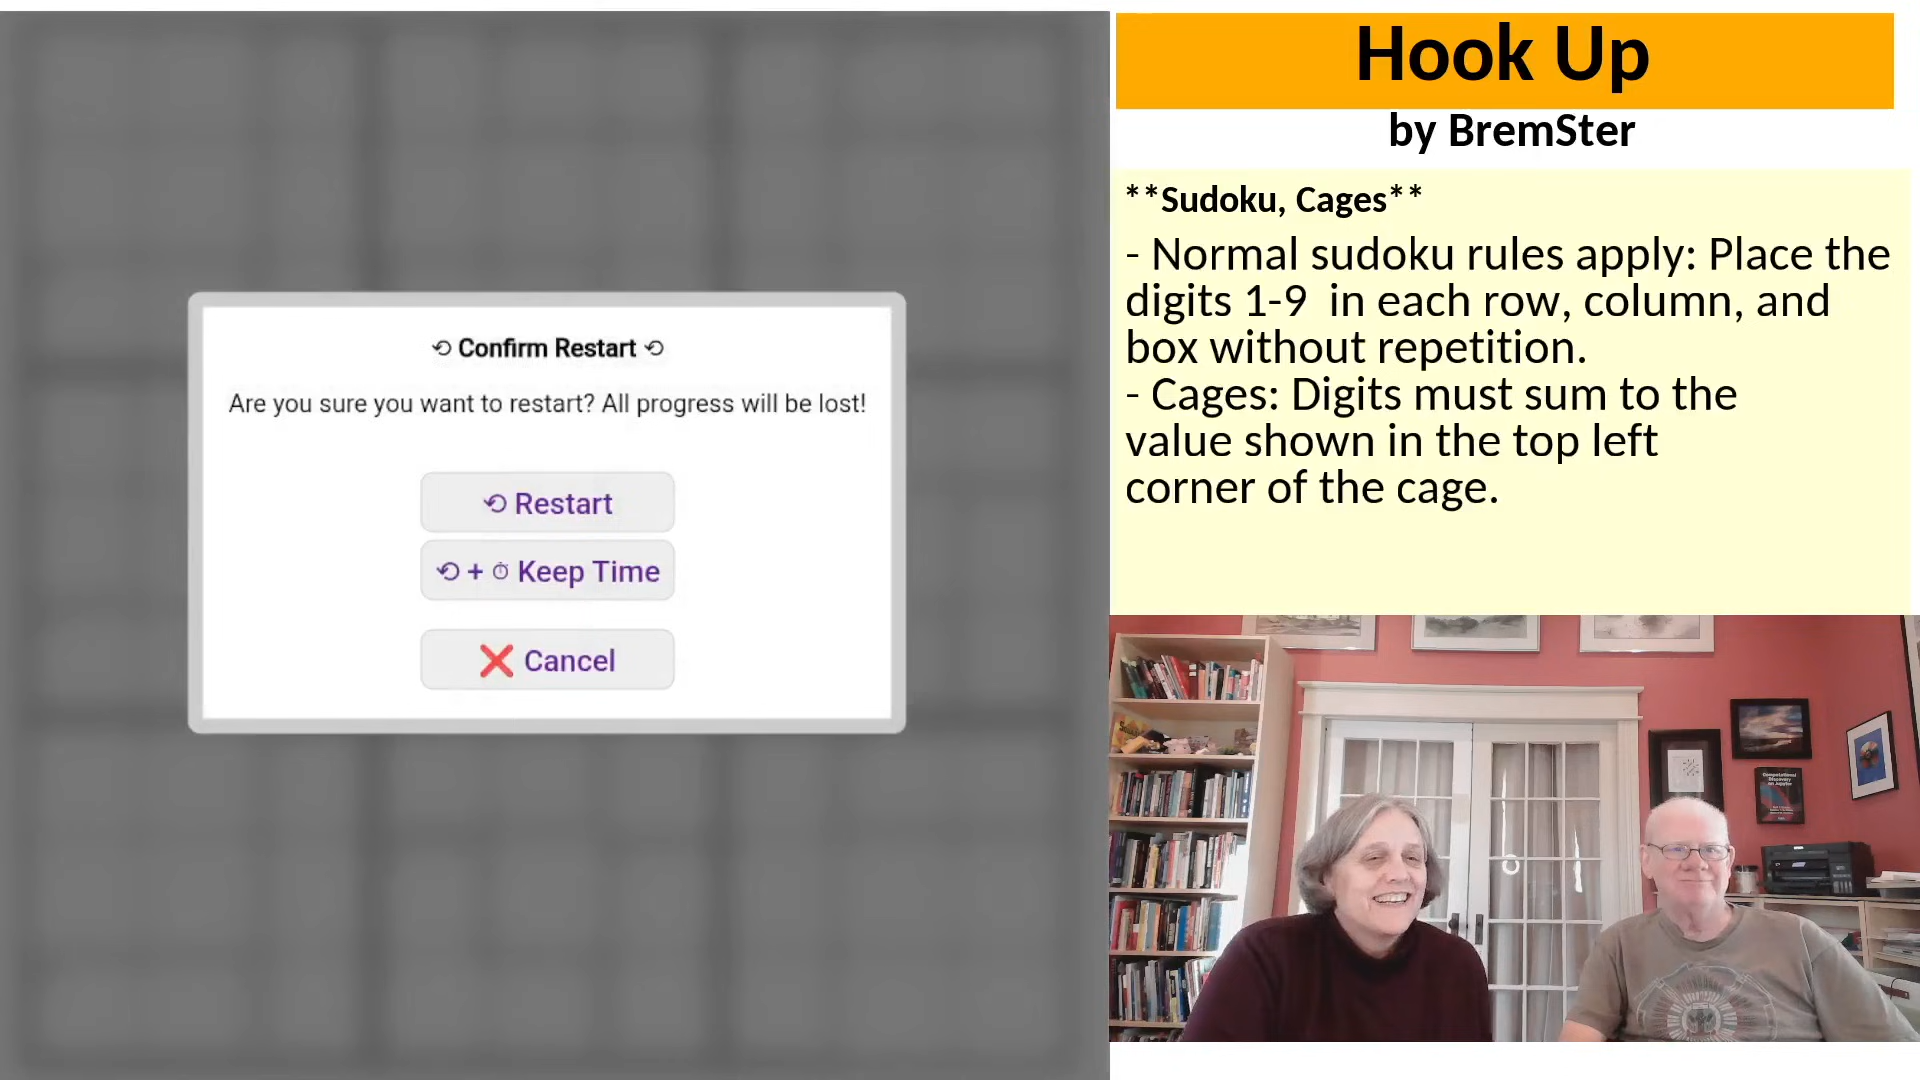 Hook Up
by BremSter
**Sudoku, Cages**
- Normal sudoku rules apply: Place the
digits 1-9 in each row, column, and
box without repetition.
- Cages: Digits must sum to the
value shown in the top left
corner of the cage.
⟲ Confirm Restart ⟲
Are you sure you want to restart? All progress will be lost!
⟲ Restart
⟲ + ⏱ Keep Time
❌ Cancel